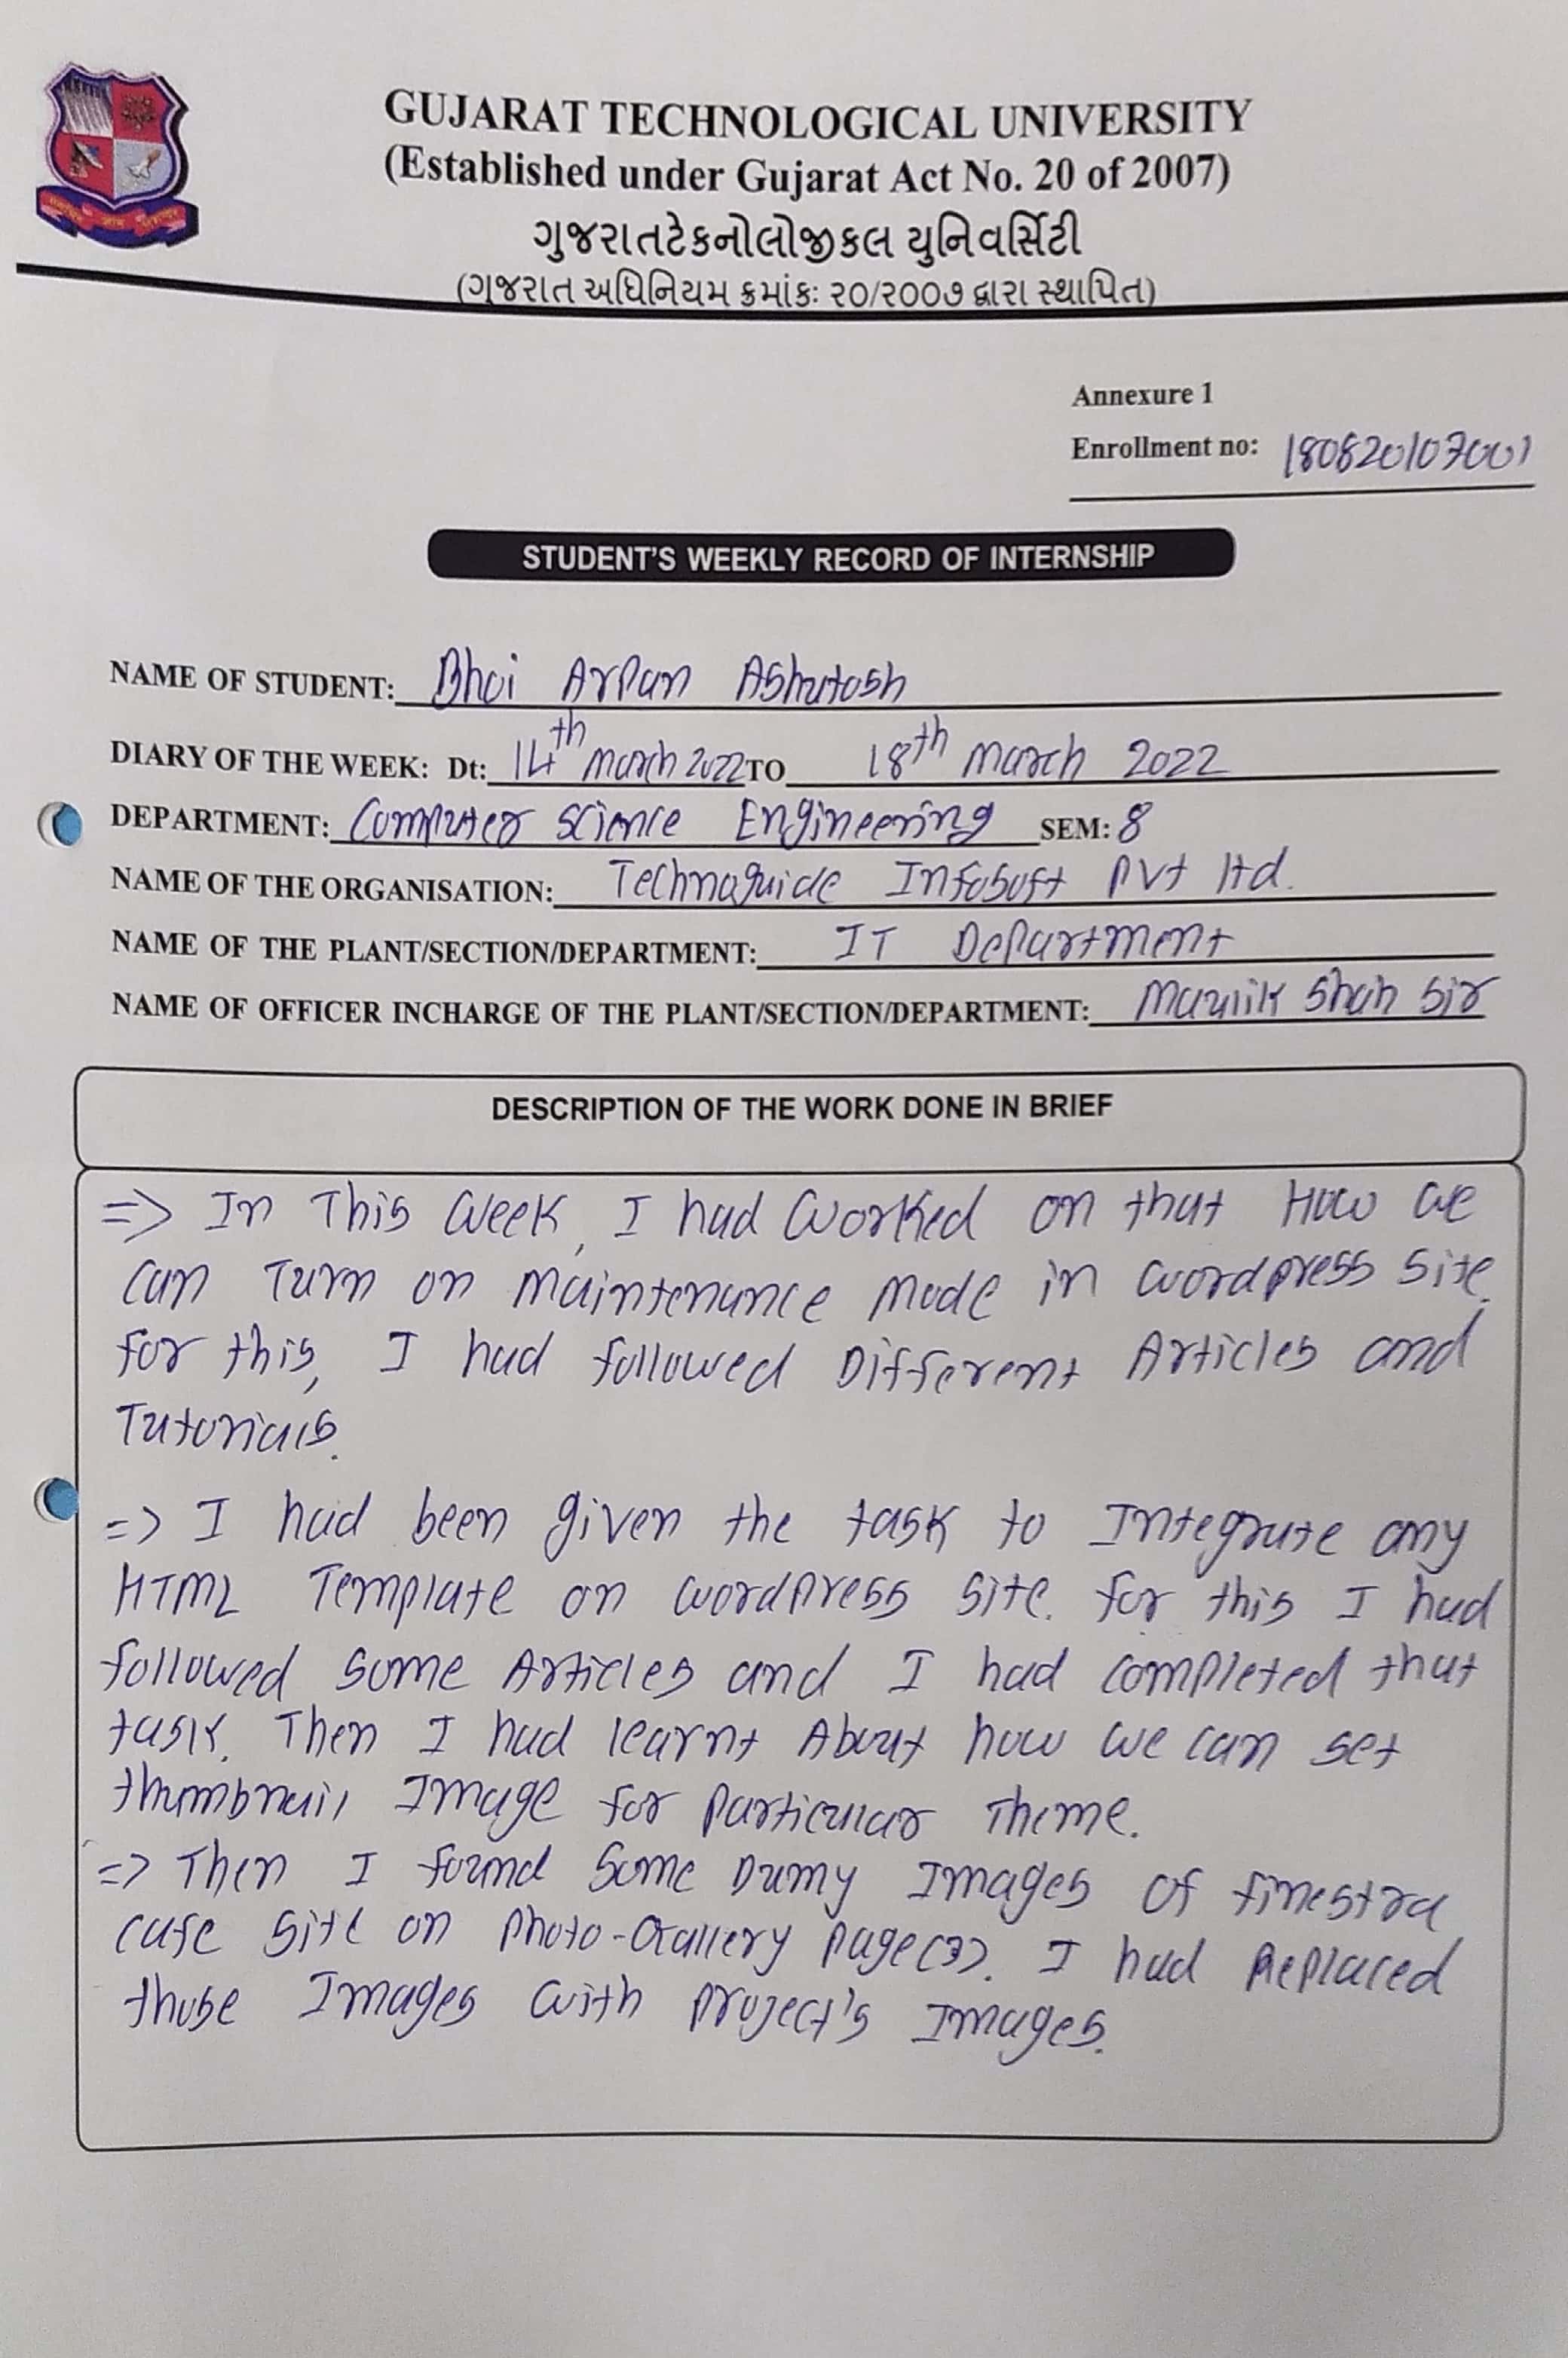 GUJARAT TECHNOLOGICAL UNIVERSITY
(Established under Gujarat Act No. 20 of 2007)
ગુજરાતટેકનોલોજીકલ યુનિવર્સિટી
(ગુજરાત અધિનિયમ ક્રમાંકઃ ૨૦/૨૦૦૭ દ્વારા સ્થાપિત)
Annexure 1
Enrollment no: 180820107001
STUDENT'S WEEKLY RECORD OF INTERNSHIP
NAME OF STUDENT: Bhoi Arpan Ashutosh
DIARY OF THE WEEK: Dt: 14th march 2022 TO 18th march 2022
DEPARTMENT: Computer Science Engineering SEM: 8
NAME OF THE ORGANISATION: Technoguide Infosoft Pvt ltd.
NAME OF THE PLANT/SECTION/DEPARTMENT: IT Department
NAME OF OFFICER INCHARGE OF THE PLANT/SECTION/DEPARTMENT: Maulik Shah Sir
DESCRIPTION OF THE WORK DONE IN BRIEF
=> In This Week, I had Worked on that How we
can Turn on Maintenance Mode in wordpress Site.
for this, I had followed Different Articles and
Tutorials.
=> I had been given the task to Integrate any
HTML Template on wordpress site. for this I had
followed some Articles and I had completed that
task. Then I had learnt About how we can set
thumbnail Image for particular Theme.
=> Then I found Some Dumy Images of finestra
cafe site on photo-Gallery page(3). I had Replaced
those Images with project's Images.